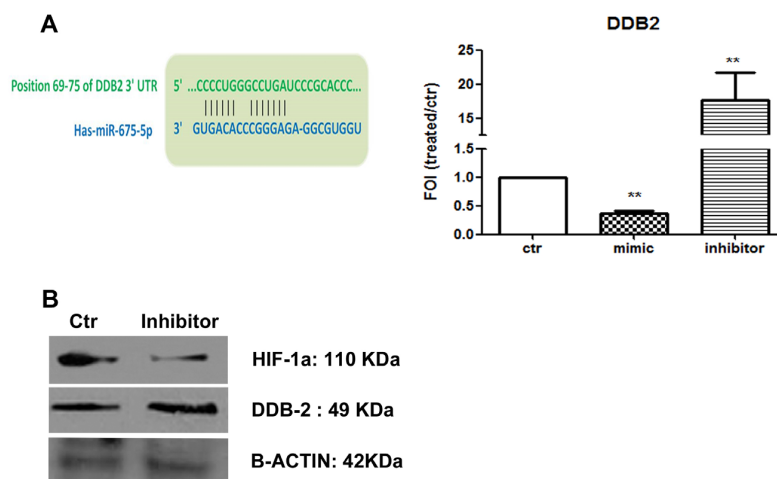 A
Position 69-75 of DDB2 3' UTR 5' ...CCCCUGGGCCUGAUCCCGCACCC...
Has-miR-675-5p 3' GUGACACCCGGGAGA-GGCGUGGU
DDB2
FOI (treated/ctr)
25
20
15
10
1.0
0.5
0.0
**
**
ctr mimic inhibitor
B
Ctr Inhibitor
HIF-1a: 110 KDa
DDB-2 : 49 KDa
B-ACTIN: 42KDa